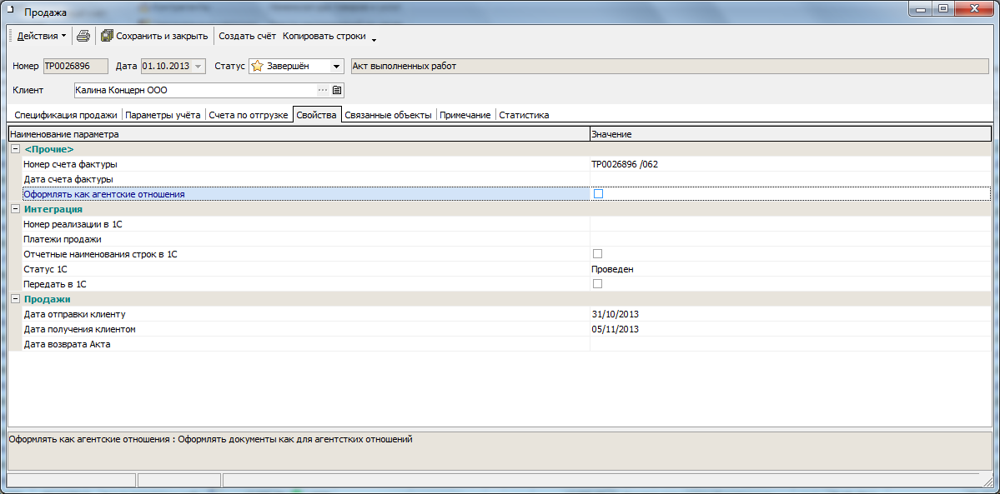 Продажа
Действия Сохранить и закрыть Создать счёт Копировать строки
Номер TP0026896 Дата 01.10.2013 Статус Завершён Акт выполненных работ
Клиент Калина Концерн ООО ...
Спецификация продажи Параметры учёта Счета по отгрузке Свойства Связанные объекты Примечание Статистика
Наименование параметра Значение
<Прочие>
Номер счета фактуры TP0026896 /062
Дата счета фактуры
Оформлять как агентские отношения
Интеграция
Номер реализации в 1С
Платежи продажи
Отчетные наименования строк в 1С
Статус 1С Проведен
Передать в 1С
Продажи
Дата отправки клиенту 31/10/2013
Дата получения клиентом 05/11/2013
Дата возврата Акта
Оформлять как агентские отношения : Оформлять документы как для агентстких отношений